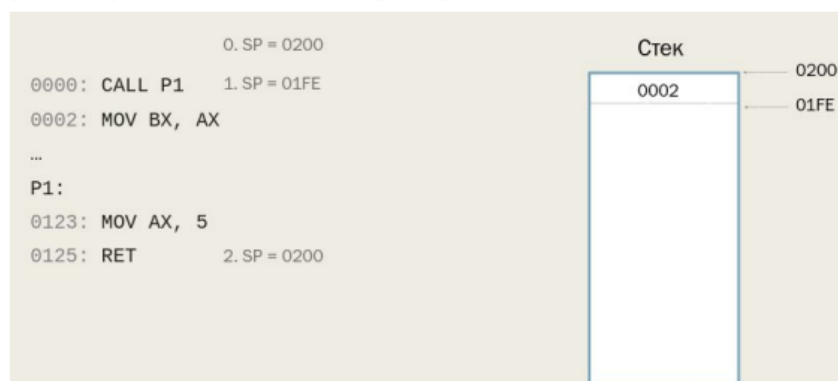 0. SP = 0200
0000: CALL P1 1. SP = 01FE
0002: MOV BX, AX
...
P1:
0123: MOV AX, 5
0125: RET 2. SP = 0200
Стек
0200
0002
01FE